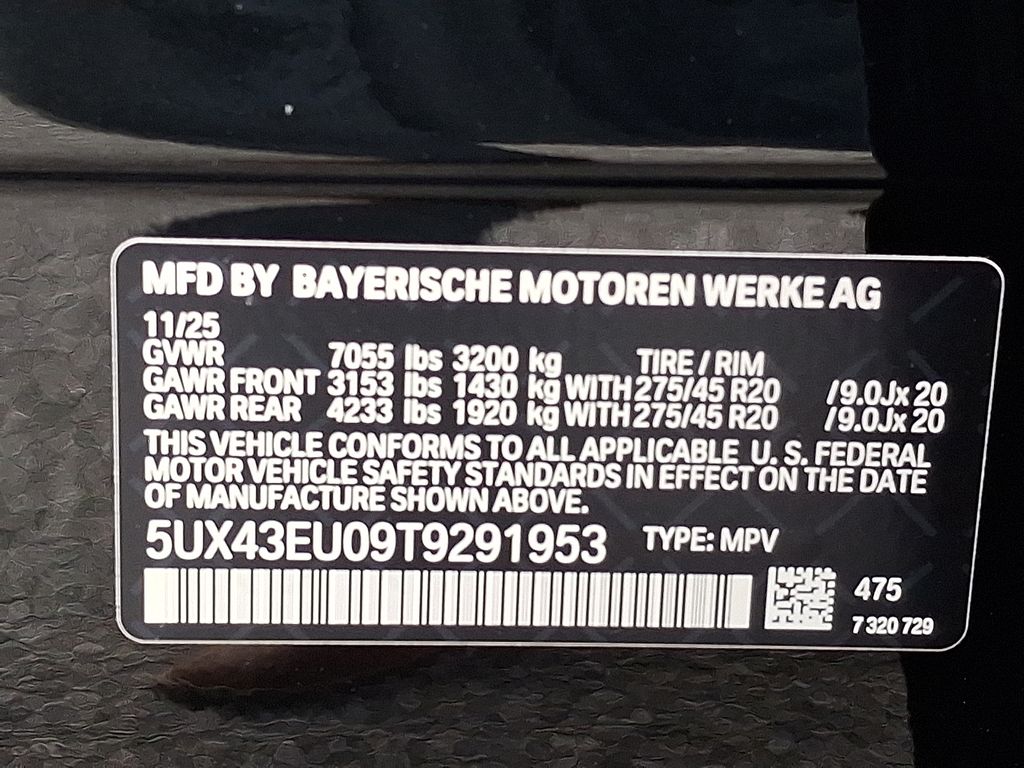 MFD BY BAYERISCHE MOTOREN WERKE AG
11/25
GVWR 7055 lbs 3200 kg TIRE / RIM
GAWR FRONT 3153 lbs 1430 kg WITH 275/45 R20 /9.0Jx 20
GAWR REAR 4233 lbs 1920 kg WITH 275/45 R20 /9.0Jx 20
THIS VEHICLE CONFORMS TO ALL APPLICABLE U. S. FEDERAL
MOTOR VEHICLE SAFETY STANDARDS IN EFFECT ON THE DATE
OF MANUFACTURE SHOWN ABOVE.
5UX43EU09T9291953 TYPE: MPV
475
7 320 729